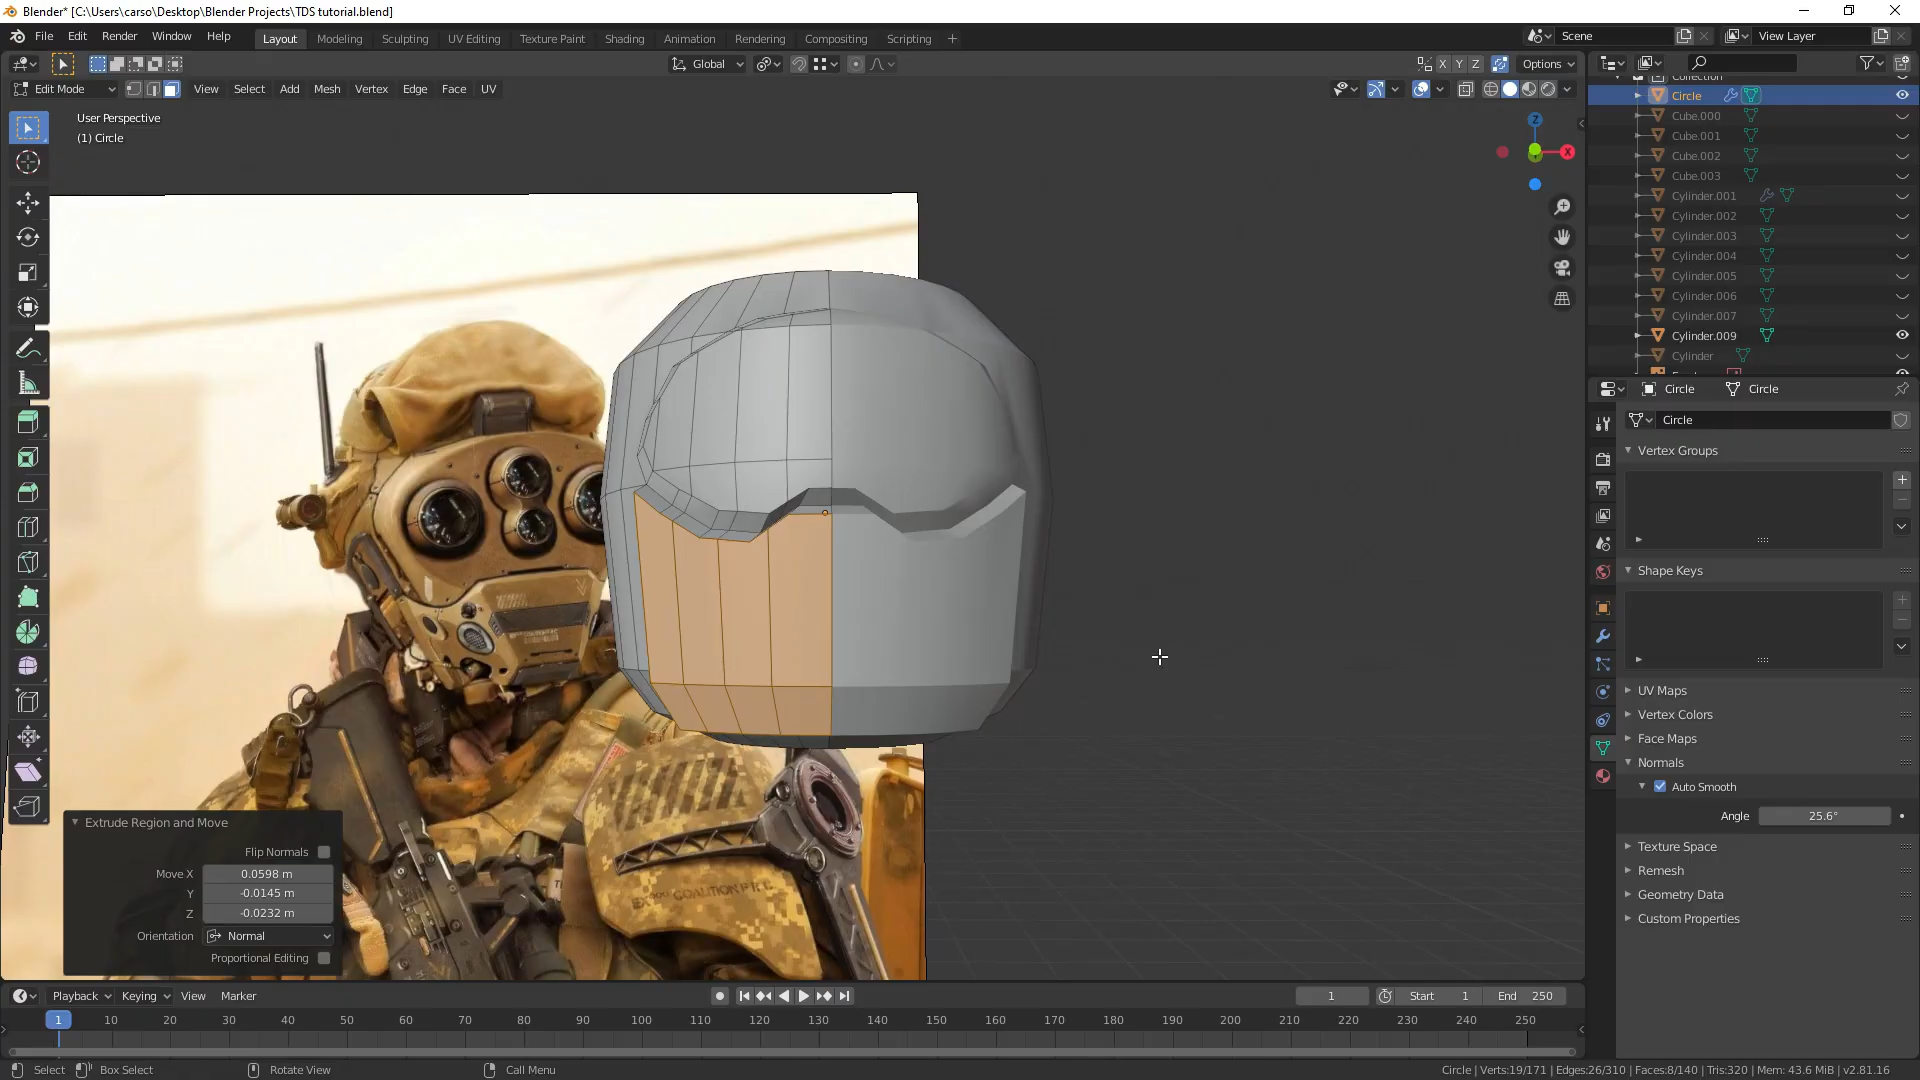 Blender* [C:\Users\carso\Desktop\Blender Projects\TDS tutorial.blend]
File Edit Render Window Help
Layout Modeling Sculpting UV Editing Texture Paint Shading Animation Rendering Compositing Scripting
Scene
View Layer
Global
X Y Z
Options
Edit Mode
View Select Add Mesh Vertex Edge Face UV
User Perspective
(1) Circle
Z
X
Collection
Circle
Cube.000
Cube.001
Cube.002
Cube.003
Cylinder.001
Cylinder.002
Cylinder.003
Cylinder.004
Cylinder.005
Cylinder.006
Cylinder.007
Cylinder.009
Cylinder
Circle Circle
Circle
Vertex Groups
Shape Keys
UV Maps
Vertex Colors
Face Maps
Normals
Auto Smooth
Angle 25.6°
Texture Space
Remesh
Geometry Data
Custom Properties
Extrude Region and Move
Flip Normals
Move X 0.0598 m
Y -0.0145 m
Z -0.0232 m
Orientation Normal
Proportional Editing
Playback Keying View Marker
1
Start 1
End 250
1 10 20 30 40 50 60 70 80 90 100 110 120 130 140 150 160 170 180 190 200 210 220 230 240 250
Select Box Select Rotate View Call Menu
Circle | Verts:19/171 | Edges:26/310 | Faces:8/140 | Tris:320 | Mem: 43.6 MiB | v2.81.16